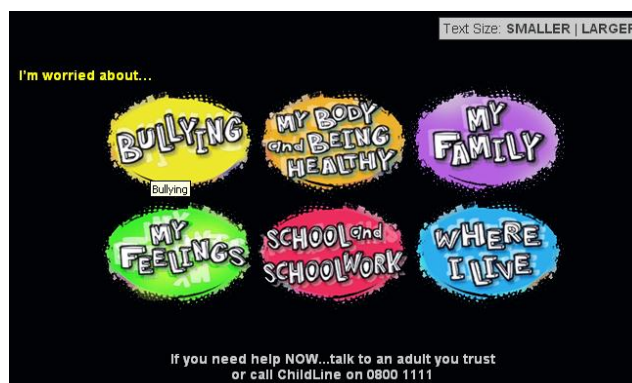 Text Size: SMALLER | LARGER
I'm worried about...
BULLYING
MY BODY
and BEING
HEALTHY
MY
FAMILY
Bullying
MY
FEELINGS
SCHOOL and
SCHOOLWORK
WHERE
I LIVE
If you need help NOW...talk to an adult you trust
or call ChildLine on 0800 1111